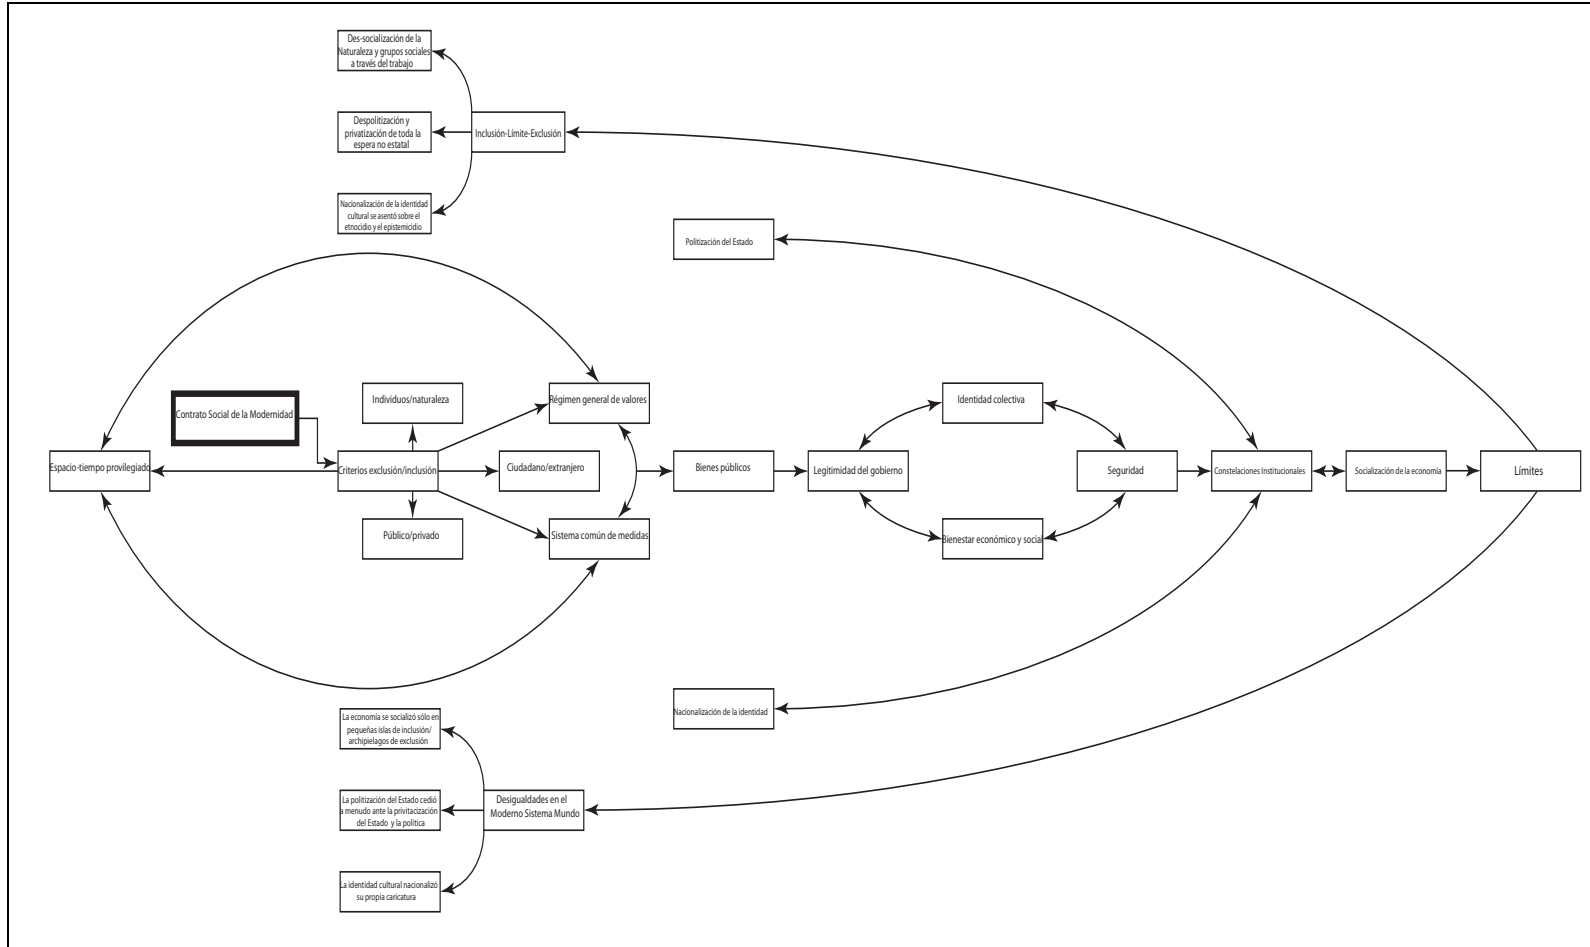 Des-socialización de la
Naturaleza y grupos sociales
a través del trabajo
Despolitización y
privatización de toda la
espera no estatal
Inclusión-Límite-Exclusión
Nacionalización de la identidad
cultural se asentó sobre el
etnocidio y el epistemicidio
Politización del Estado
Contrato Social de la Modernidad
Individuos/naturaleza
Régimen general de valores
Identidad colectiva
Espacio-tiempo provilegiado
Criterios exclusión/inclusión
Ciudadano/extranjero
Bienes públicos
Legitimidad del gobierno
Seguridad
Constelaciones Institucionales
Socialización de la economía
Límites
Público/privado
Sistema común de medidas
Bienestar económico y social
Nacionalización de la identidad
La economía se socializó sólo en
pequeñas islas de inclusión/
archipielagos de exclusión
La politización del Estado cedió
a menudo ante la privitacización
del Estado y la política
Desigualdades en el
Moderno Sistema Mundo
La identidad cultural nacionalizó
su propia caricatura